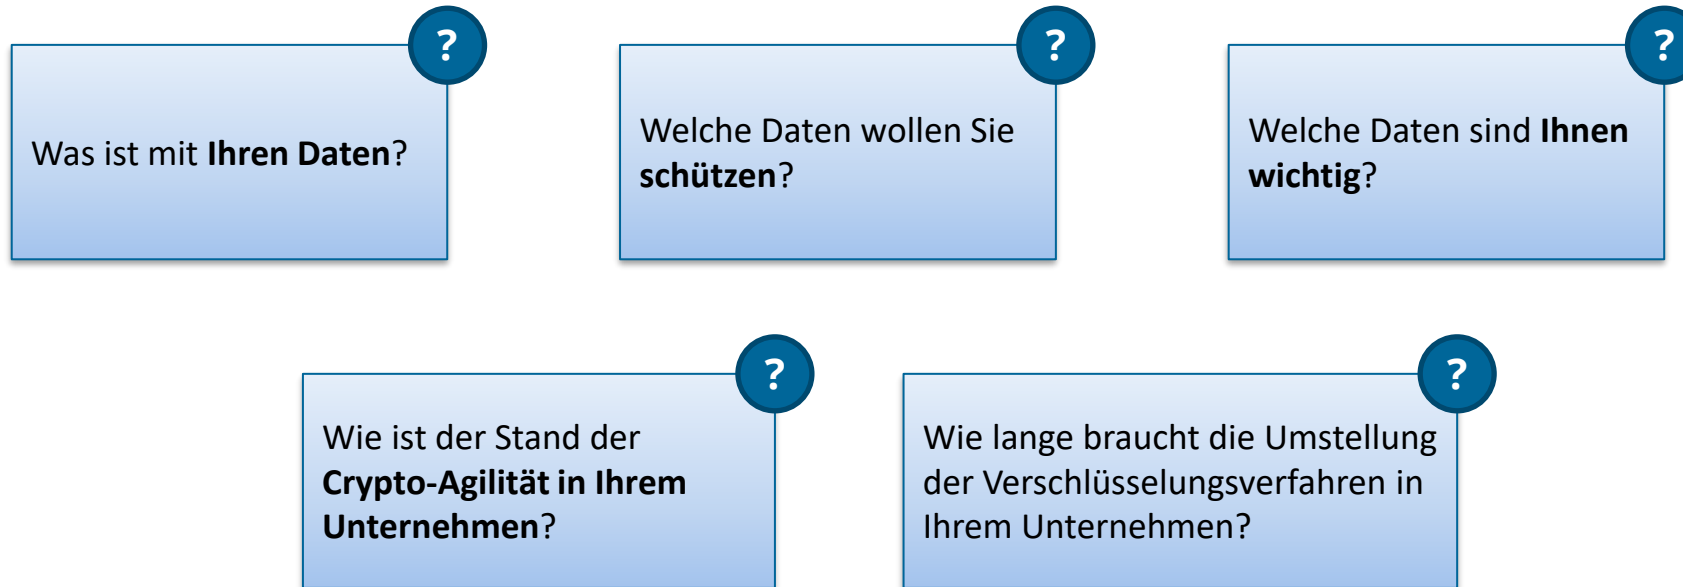 ?
?
?
Was ist mit Ihren Daten?
Welche Daten wollen Sie
schützen?
Welche Daten sind Ihnen
wichtig?
?
?
Wie ist der Stand der
Crypto-Agilität in Ihrem
Unternehmen?
Wie lange braucht die Umstellung
der Verschlüsselungsverfahren in
Ihrem Unternehmen?